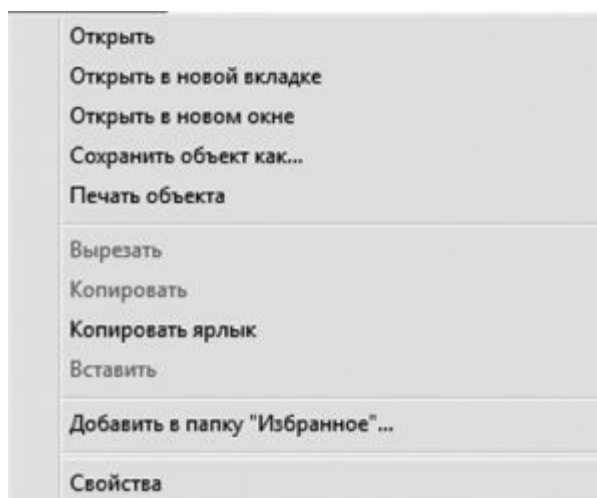 Открыть
Открыть в новой вкладке
Открыть в новом окне
Сохранить объект как...
Печать объекта
Вырезать
Копировать
Копировать ярлык
Вставить
Добавить в папку "Избранное"...
Свойства